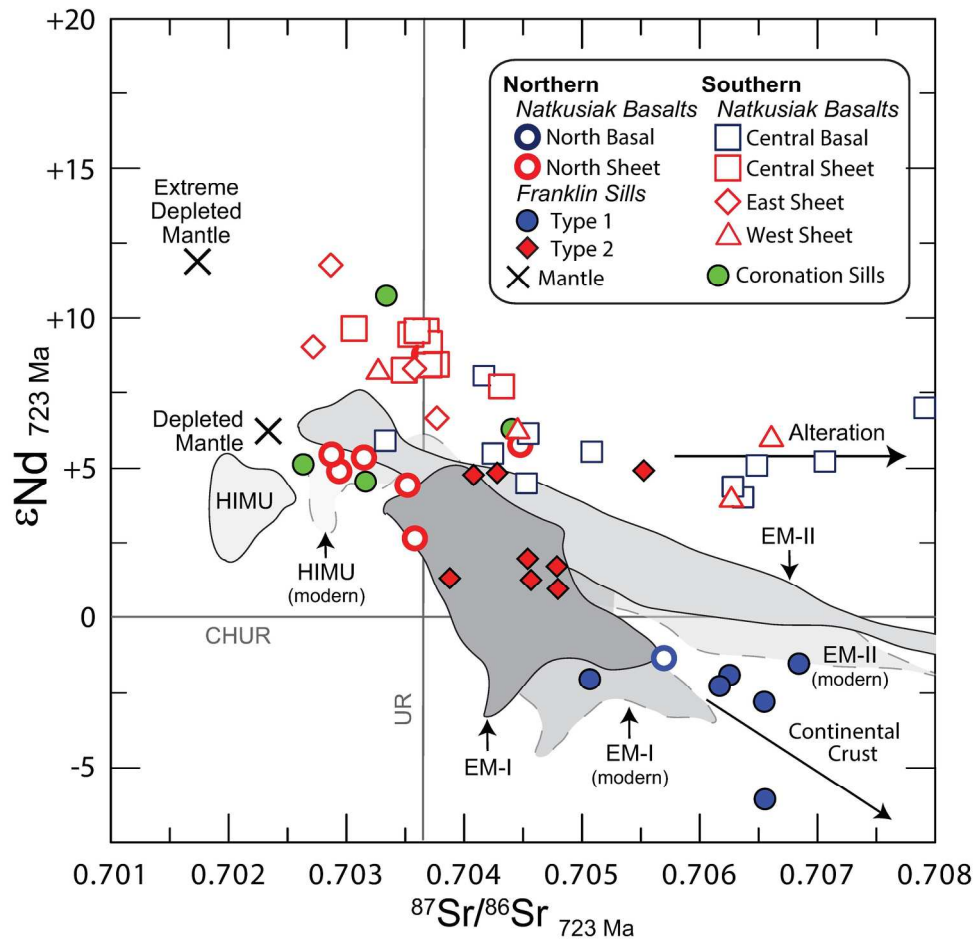 +20
+15
+10
+5
0
-5
εNd 723 Ma
0.701
0.702
0.703
0.704
0.705
0.706
0.707
0.708
⁸⁷Sr/⁸⁶Sr 723 Ma
Northern
Natkusiak Basalts
North Basal
North Sheet
Franklin Sills
Type 1
Type 2
Mantle
Southern
Natkusiak Basalts
Central Basal
Central Sheet
East Sheet
West Sheet
Coronation Sills
Extreme
Depleted
Mantle
Depleted
Mantle
HIMU
HIMU
(modern)
Alteration
EM-II
CHUR
UR
EM-II
(modern)
EM-I
EM-I
(modern)
Continental
Crust